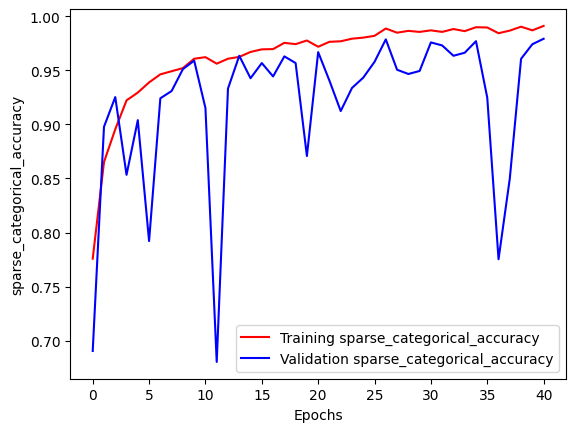 1.00
0.95
0.90
0.85
0.80
0.75
0.70
sparse_categorical_accuracy
Training sparse_categorical_accuracy
Validation sparse_categorical_accuracy
0 5 10 15 20 25 30 35 40
Epochs